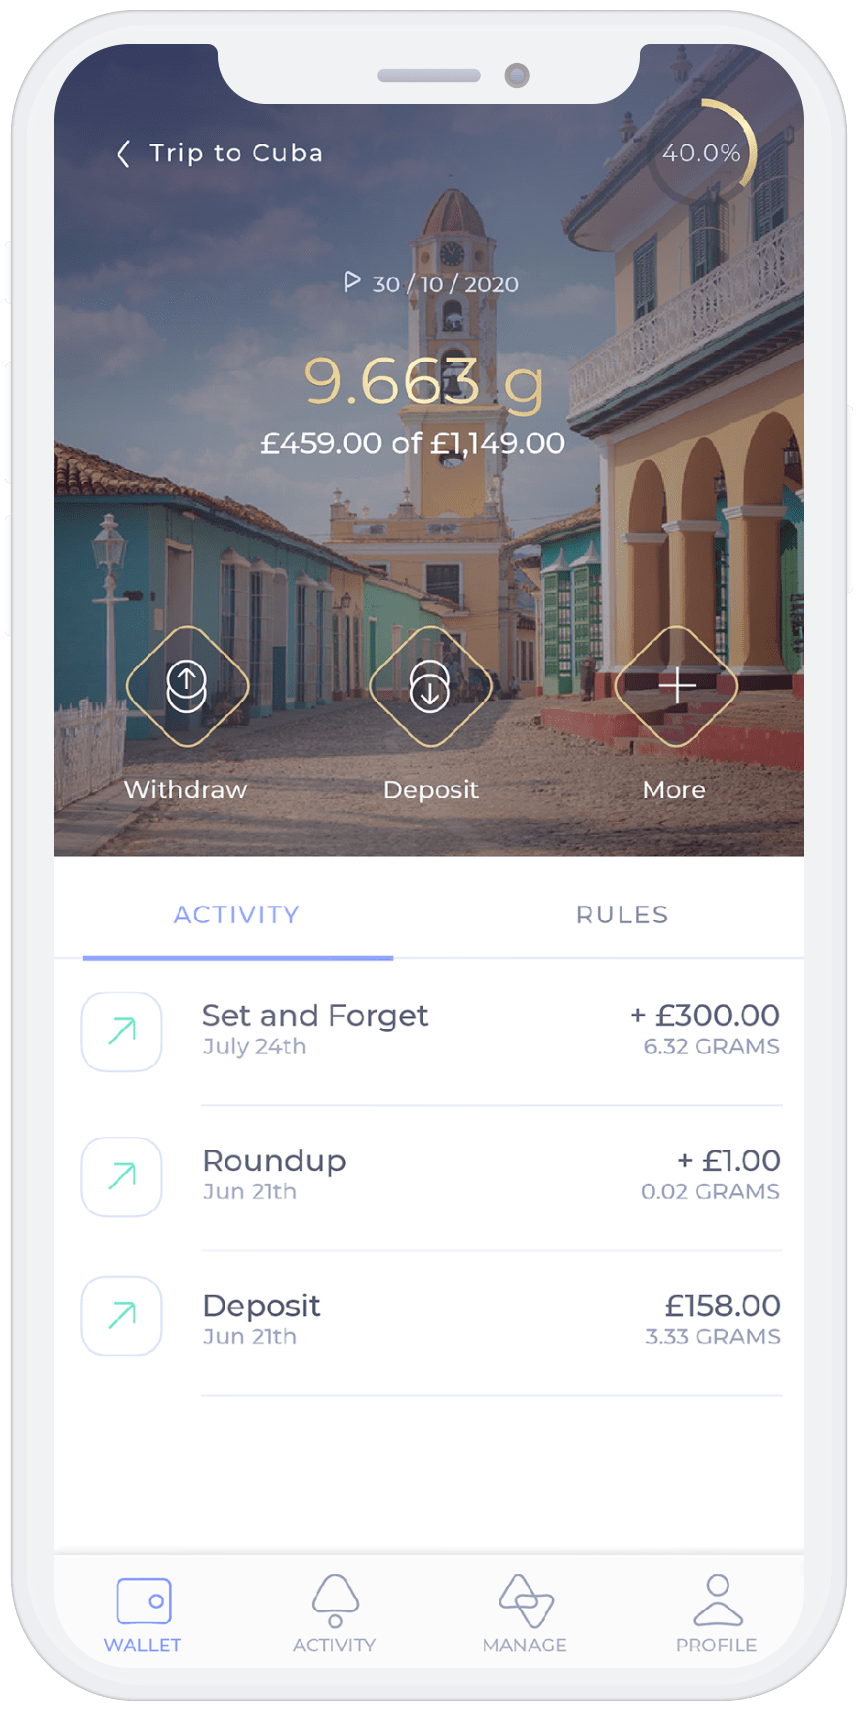 Trip to Cuba
40.0%
30 / 10 / 2020
9.663 g
£459.00 of £1,149.00
Withdraw Deposit More
ACTIVITY RULES
Set and Forget + £300.00
July 24th 6.32 GRAMS
Roundup + £1.00
Jun 21th 0.02 GRAMS
Deposit £158.00
Jun 21th 3.33 GRAMS
WALLET ACTIVITY MANAGE PROFILE